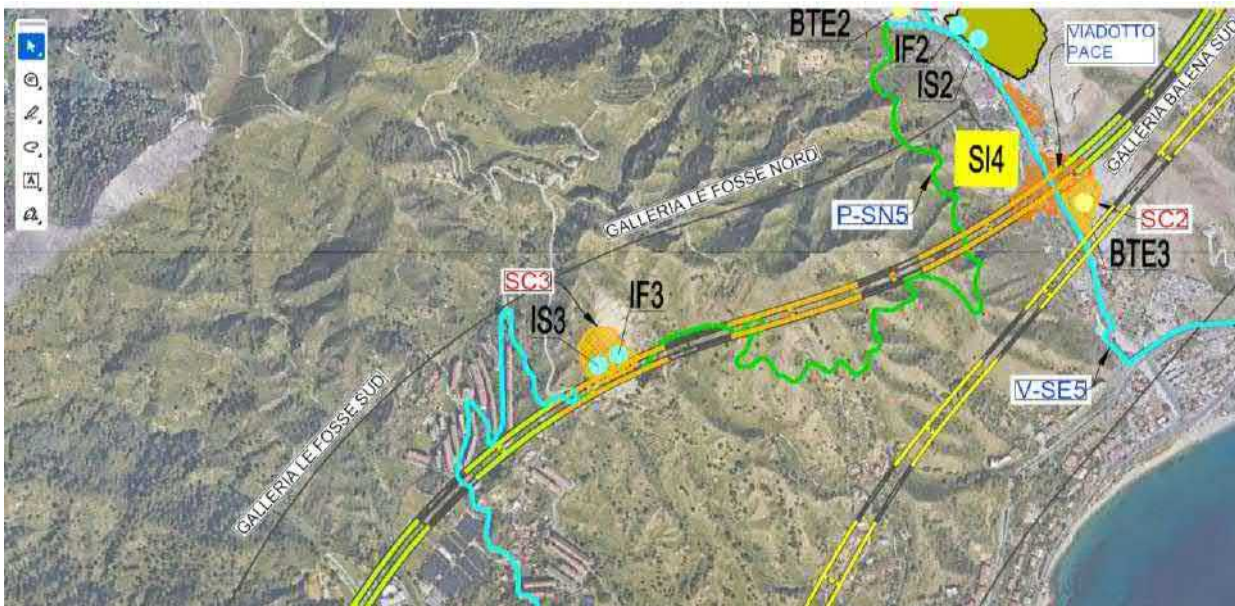 BTE2
IF2
IS2
VIADOTTO
PACE
GALLERIA BALENA SUD
SI4
GALLERIA LE FOSSE NORD
P-SN5
SC2
BTE3
SC3
IF3
IS3
V-SE5
GALLERIA LE FOSSE SUD